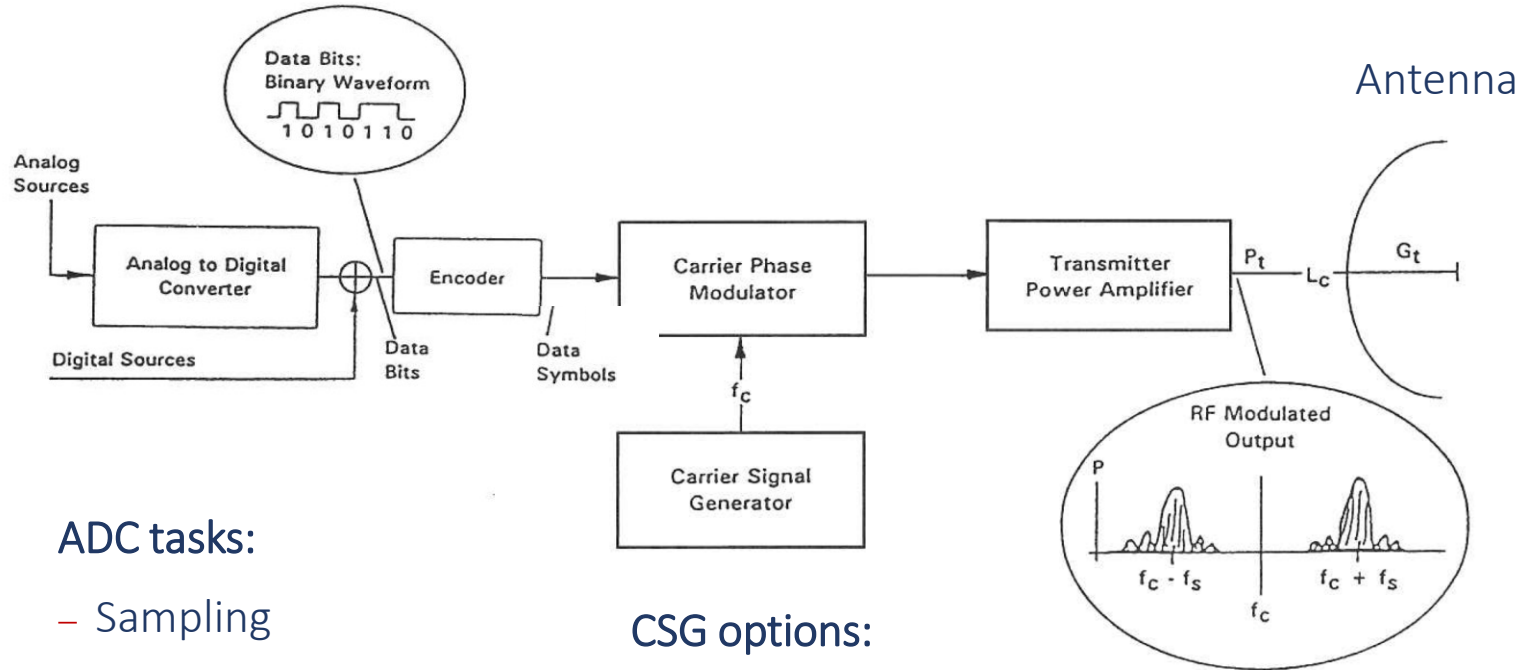 Data Bits:
Binary Waveform
1 0 1 0 1 1 0
Antenna
Analog
Sources
Analog to Digital
Converter
Encoder
Carrier Phase
Modulator
Transmitter
Power Amplifier
Pt
Lc
Gt
Digital Sources
Data
Bits
Data
Symbols
fc
Carrier Signal
Generator
RF Modulated
Output
P
fc - fs
fc + fs
fc
ADC tasks:
– Sampling
CSG options: